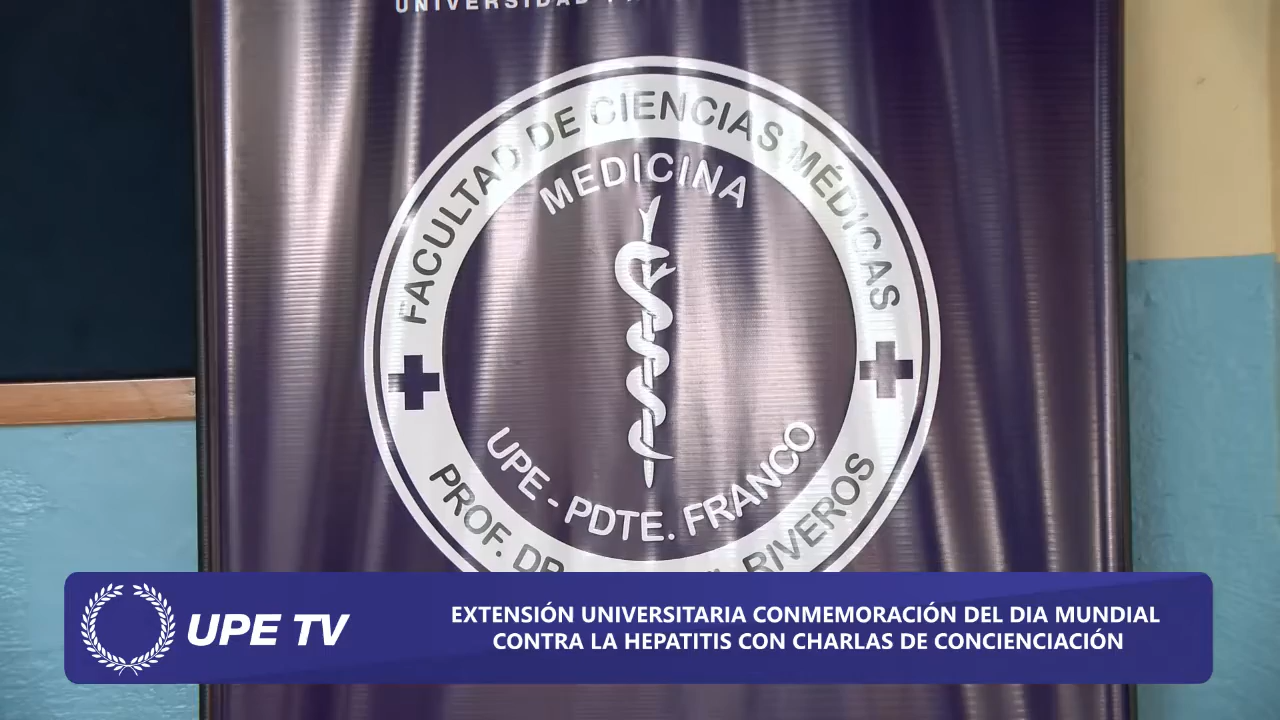 UNIVERSIDAD
FACULTAD DE CIENCIAS MÉDICAS
MEDICINA
UPE - PDTE. FRANCO
PROF. DR. RIVEROS
UPE TV
EXTENSIÓN UNIVERSITARIA CONMEMORACIÓN DEL DIA MUNDIAL
CONTRA LA HEPATITIS CON CHARLAS DE CONCIENCIACIÓN